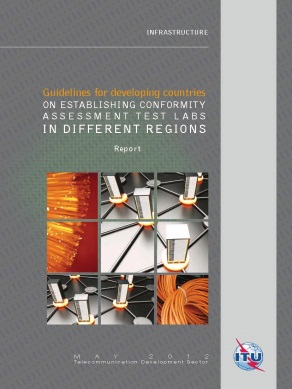 INFRASTRUCTURE
Guidelines for developing countries
ON ESTABLISHING CONFORMITY
ASSESSMENT TEST LABS
IN DIFFERENT REGIONS
Report
MAY 2012
Telecommunication Development Sector
ITU